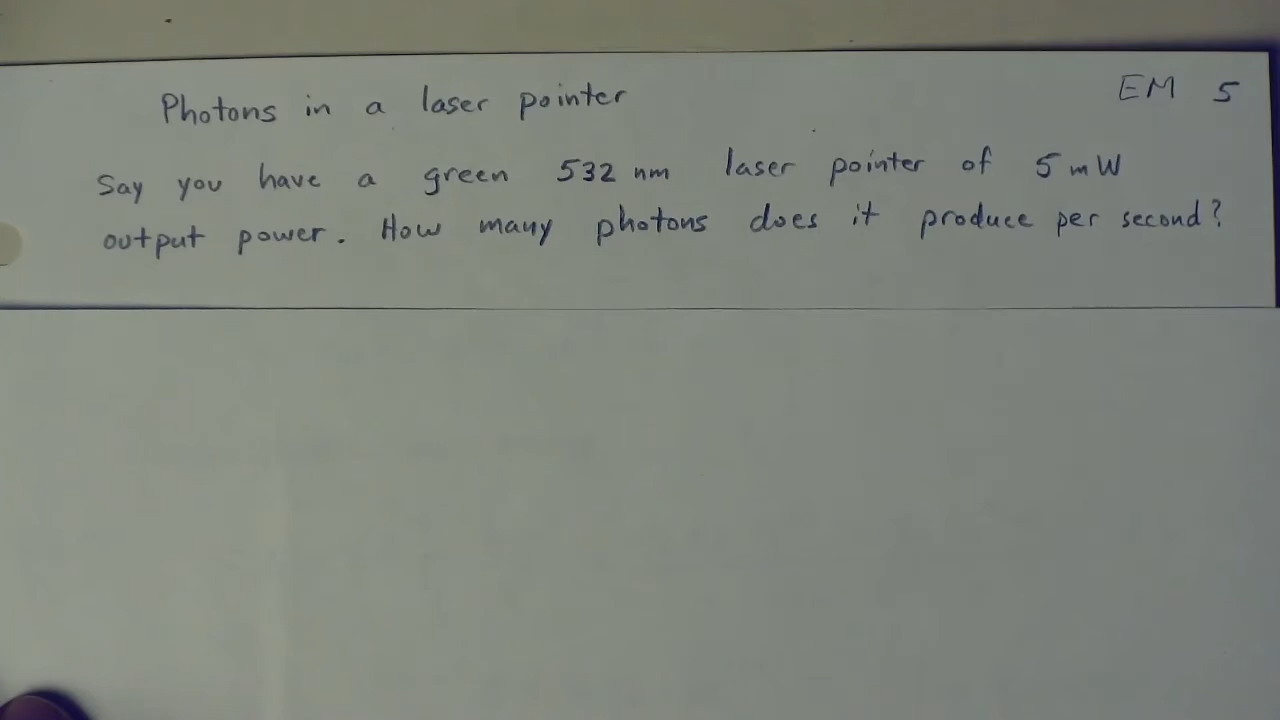 Photons in a laser pointer EM 5
Say you have a green 532 nm laser pointer of 5 mW
output power. How many photons does it produce per second?